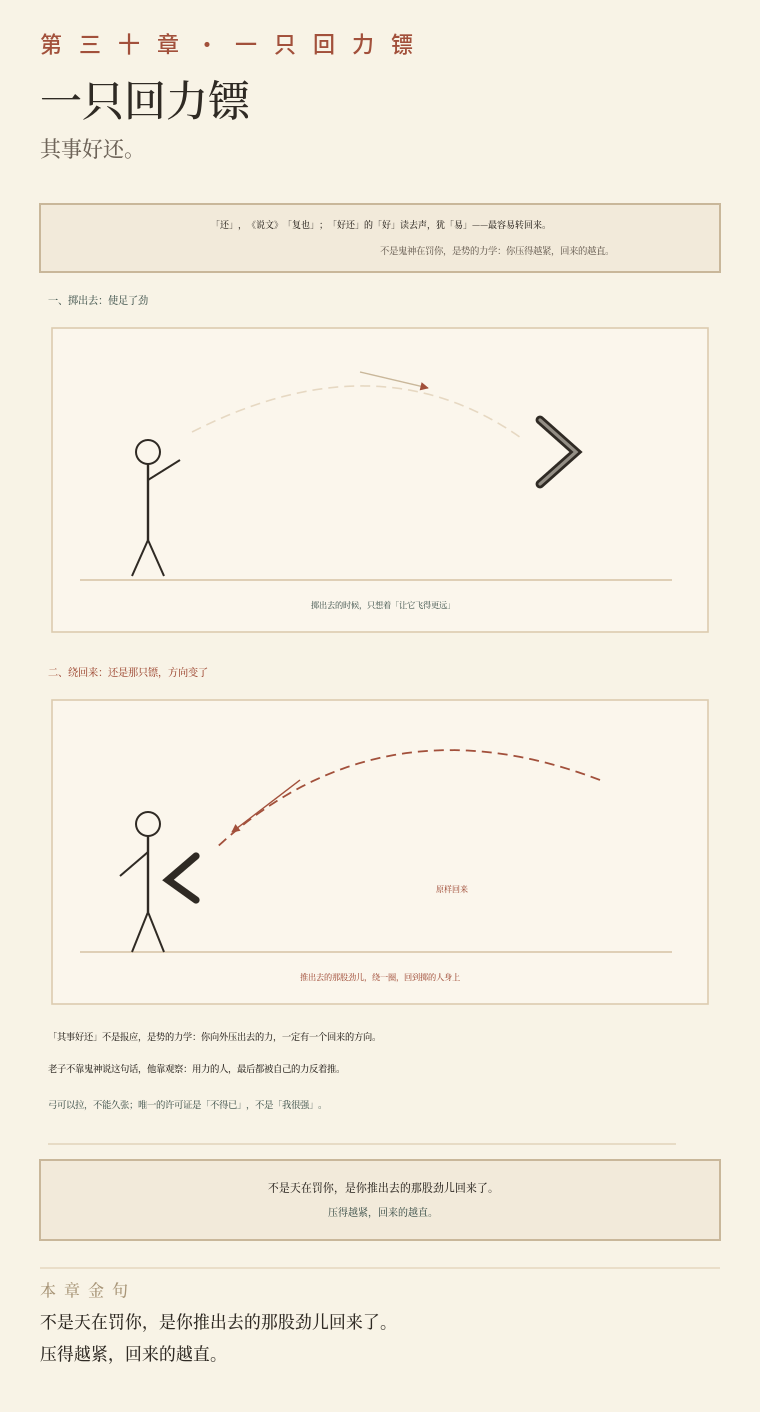 第三十章·一只回力镖
一只回力镖
其事好还。
「还」，《说文》「复也」；「好还」的「好」读去声，犹「易」——最容易转回来。
不是鬼神在罚你，是势的力学：你压得越紧，回来的越直。
一、掷出去：使足了劲
掷出去的时候，只想着「让它飞得更远」
二、绕回来：还是那只镖，方向变了
原样回来
推出去的那股劲儿，绕一圈，回到掷的人身上
「其事好还」不是报应，是势的力学：你向外压出去的力，一定有一个回来的方向。
老子不靠鬼神说这句话，他靠观察：用力的人，最后都被自己的力反着推。
弓可以拉，不能久张；唯一的许可证是「不得已」，不是「我很强」。
不是天在罚你，是你推出去的那股劲儿回来了。
压得越紧，回来的越直。
本章金句
不是天在罚你，是你推出去的那股劲儿回来了。
压得越紧，回来的越直。